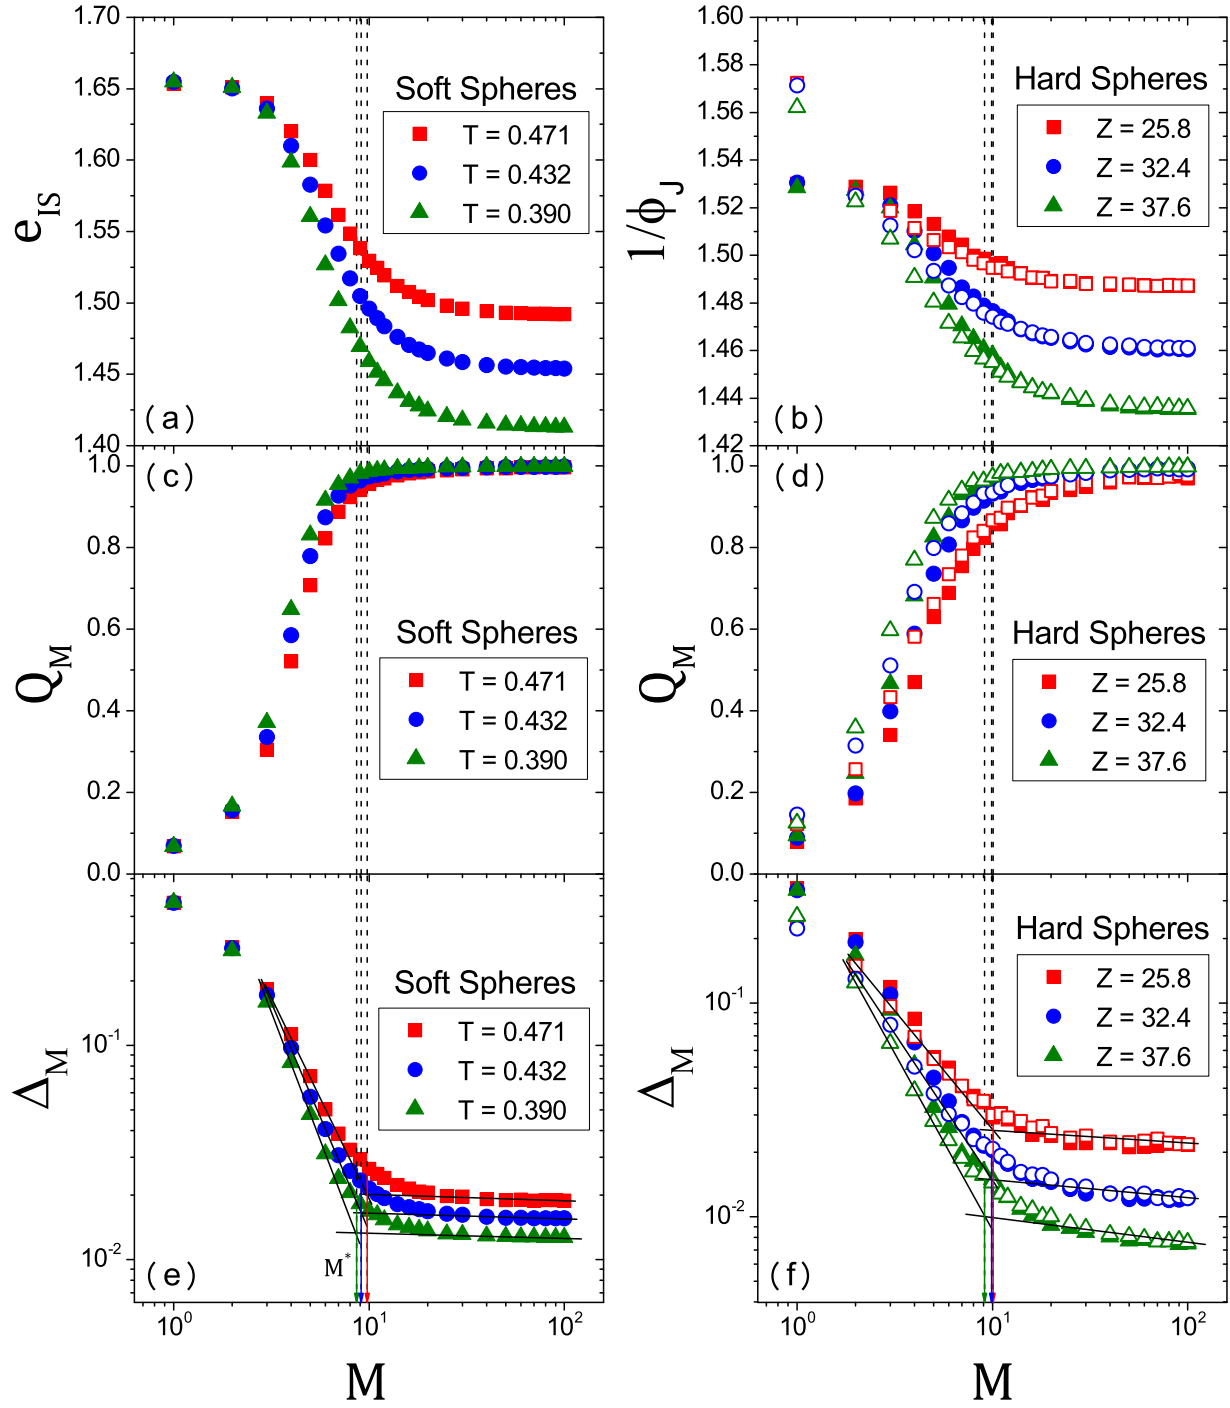 1.70
1.65
1.60
1.55
1.50
1.45
1.40
e_IS
Soft Spheres
T = 0.471
T = 0.432
T = 0.390
(a)
1.60
1.58
1.56
1.54
1.52
1.50
1.48
1.46
1.44
1.42
1/ϕ_J
Hard Spheres
Z = 25.8
Z = 32.4
Z = 37.6
(b)
1.0
0.8
0.6
0.4
0.2
0.0
Q_M
(c)
Soft Spheres
T = 0.471
T = 0.432
T = 0.390
1.0
0.8
0.6
0.4
0.2
0.0
Q_M
(d)
Hard Spheres
Z = 25.8
Z = 32.4
Z = 37.6
10^-1
10^-2
Δ_M
Soft Spheres
T = 0.471
T = 0.432
T = 0.390
(e)
M*
10^0
10^1
10^2
M
10^-1
10^-2
Δ_M
Hard Spheres
Z = 25.8
Z = 32.4
Z = 37.6
(f)
10^0
10^1
10^2
M